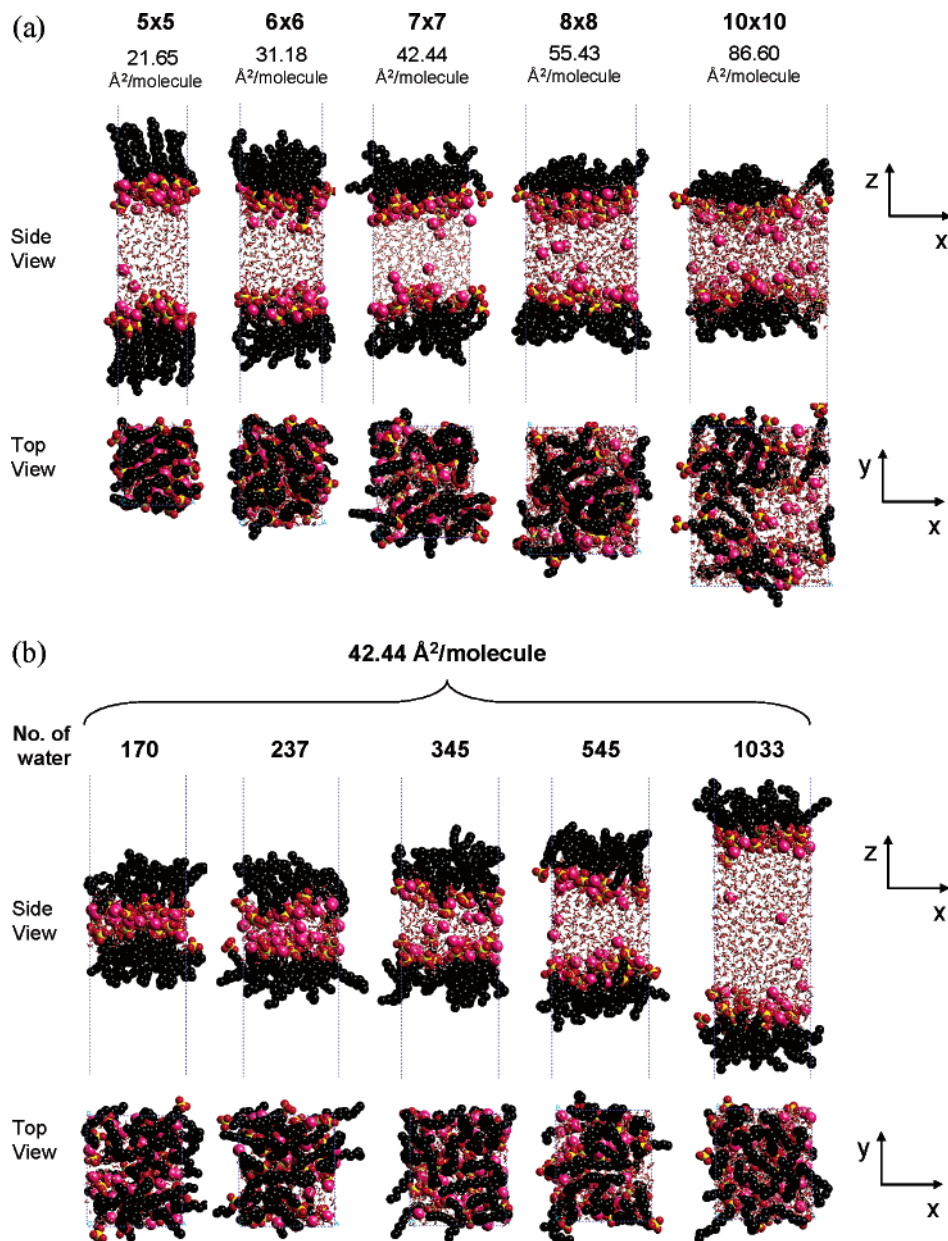 (a)
5x5 6x6 7x7 8x8 10x10
21.65 31.18 42.44 55.43 86.60
Å²/molecule Å²/molecule Å²/molecule Å²/molecule Å²/molecule
z
x
Side
View
Top
View
y
x
(b)
42.44 Å²/molecule
No. of
water
170 237 345 545 1033
z
x
Side
View
Top
View
y
x